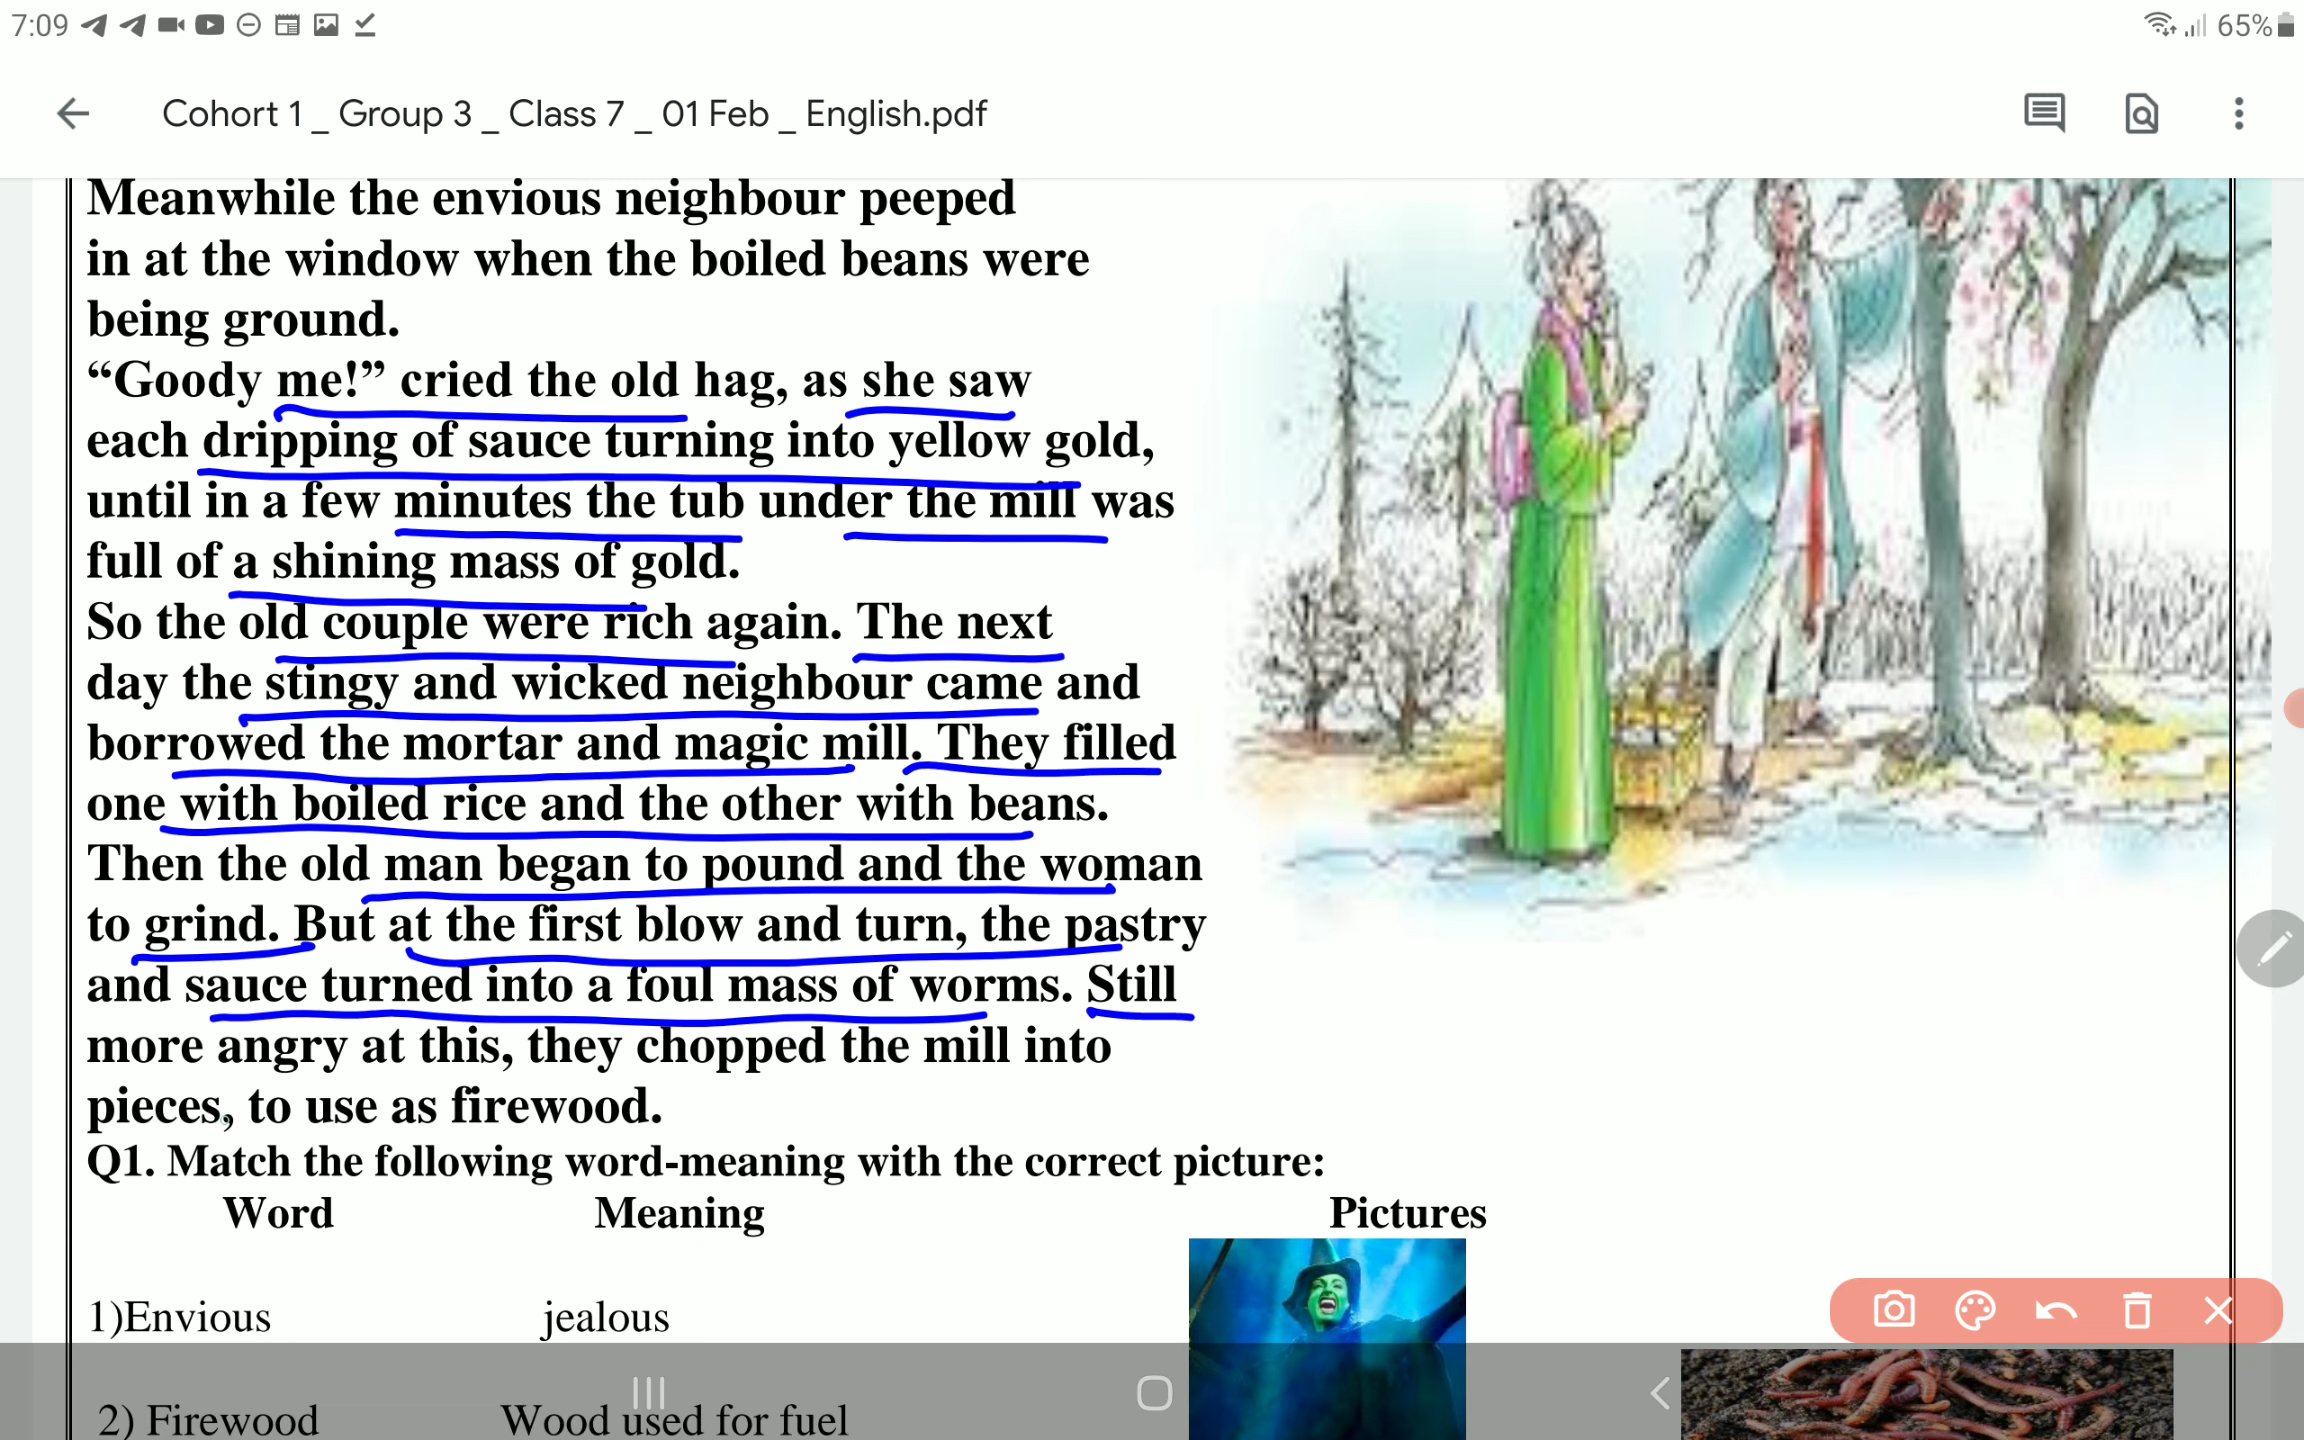 7:09
65%
Cohort 1 _ Group 3 _ Class 7 _ 01 Feb _ English.pdf
Meanwhile the envious neighbour peeped
in at the window when the boiled beans were
being ground.
“Goody me!” cried the old hag, as she saw
each dripping of sauce turning into yellow gold,
until in a few minutes the tub under the mill was
full of a shining mass of gold.
So the old couple were rich again. The next
day the stingy and wicked neighbour came and
borrowed the mortar and magic mill. They filled
one with boiled rice and the other with beans.
Then the old man began to pound and the woman
to grind. But at the first blow and turn, the pastry
and sauce turned into a foul mass of worms. Still
more angry at this, they chopped the mill into
pieces, to use as firewood.
Q1. Match the following word-meaning with the correct picture:
Word Meaning Pictures
1)Envious jealous
2) Firewood Wood used for fuel